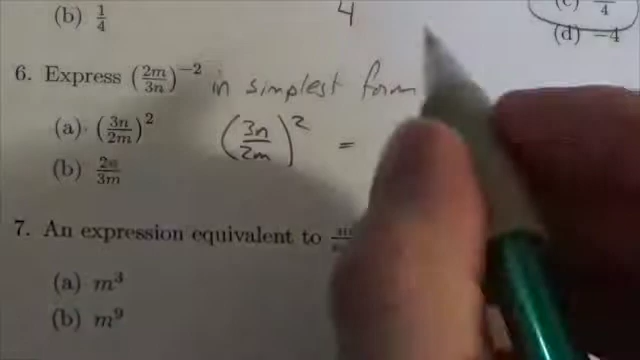 (b) 1/4
4
(c) /4
(d) −4
6. Express (2m/3n)^−2 in simplest form
(a) (3n/2m)^2
(3n/2m)^2 =
(b) /3m
7. An expression equivalent to
(a) m^3
(b) m^9